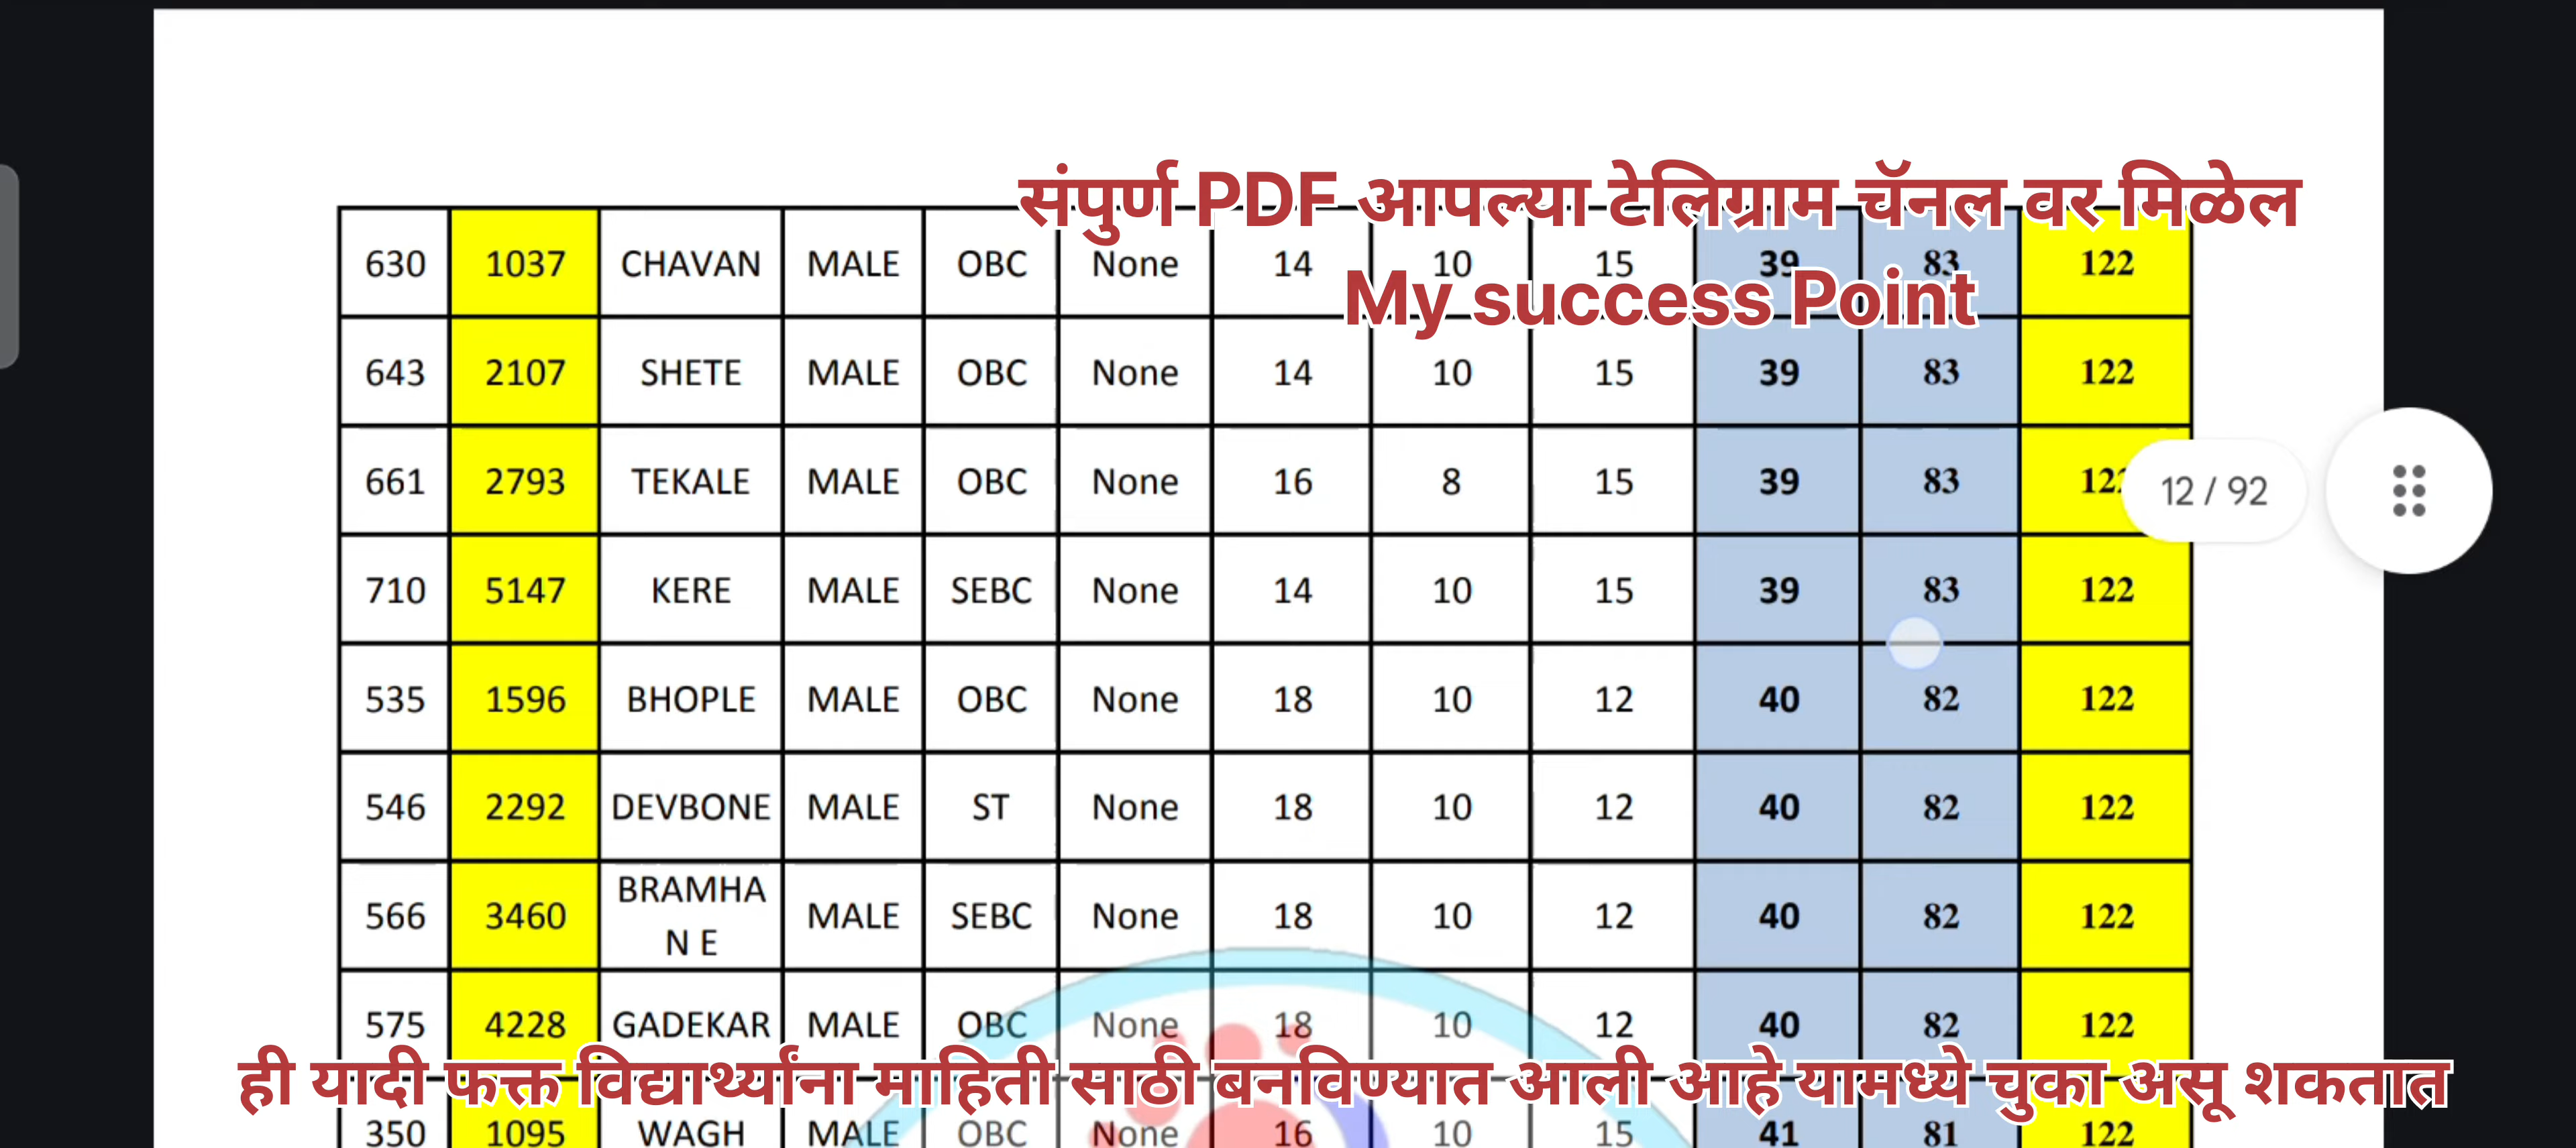 संपुर्ण PDF आपल्या टेलिग्राम चॅनल वर मिळेल
630 1037 CHAVAN MALE OBC None 14 10 15 39 83 122
My success Point
643 2107 SHETE MALE OBC None 14 10 15 39 83 122
661 2793 TEKALE MALE OBC None 16 8 15 39 83
12 / 92
710 5147 KERE MALE SEBC None 14 10 15 39 83 122
535 1596 BHOPLE MALE OBC None 18 10 12 40 82 122
546 2292 DEVBONE MALE ST None 18 10 12 40 82 122
566 3460 BRAMHA MALE SEBC None 18 10 12 40 82 122
N E
575 4228 GADEKAR MALE OBC None 18 10 12 40 82 122
ही यादी फक्त विद्यार्थ्यांना माहिती साठी बनविण्यात आली आहे यामध्ये चुका असू शकतात
350 1095 WAGH MALE OBC None 16 10 15 41 81 122